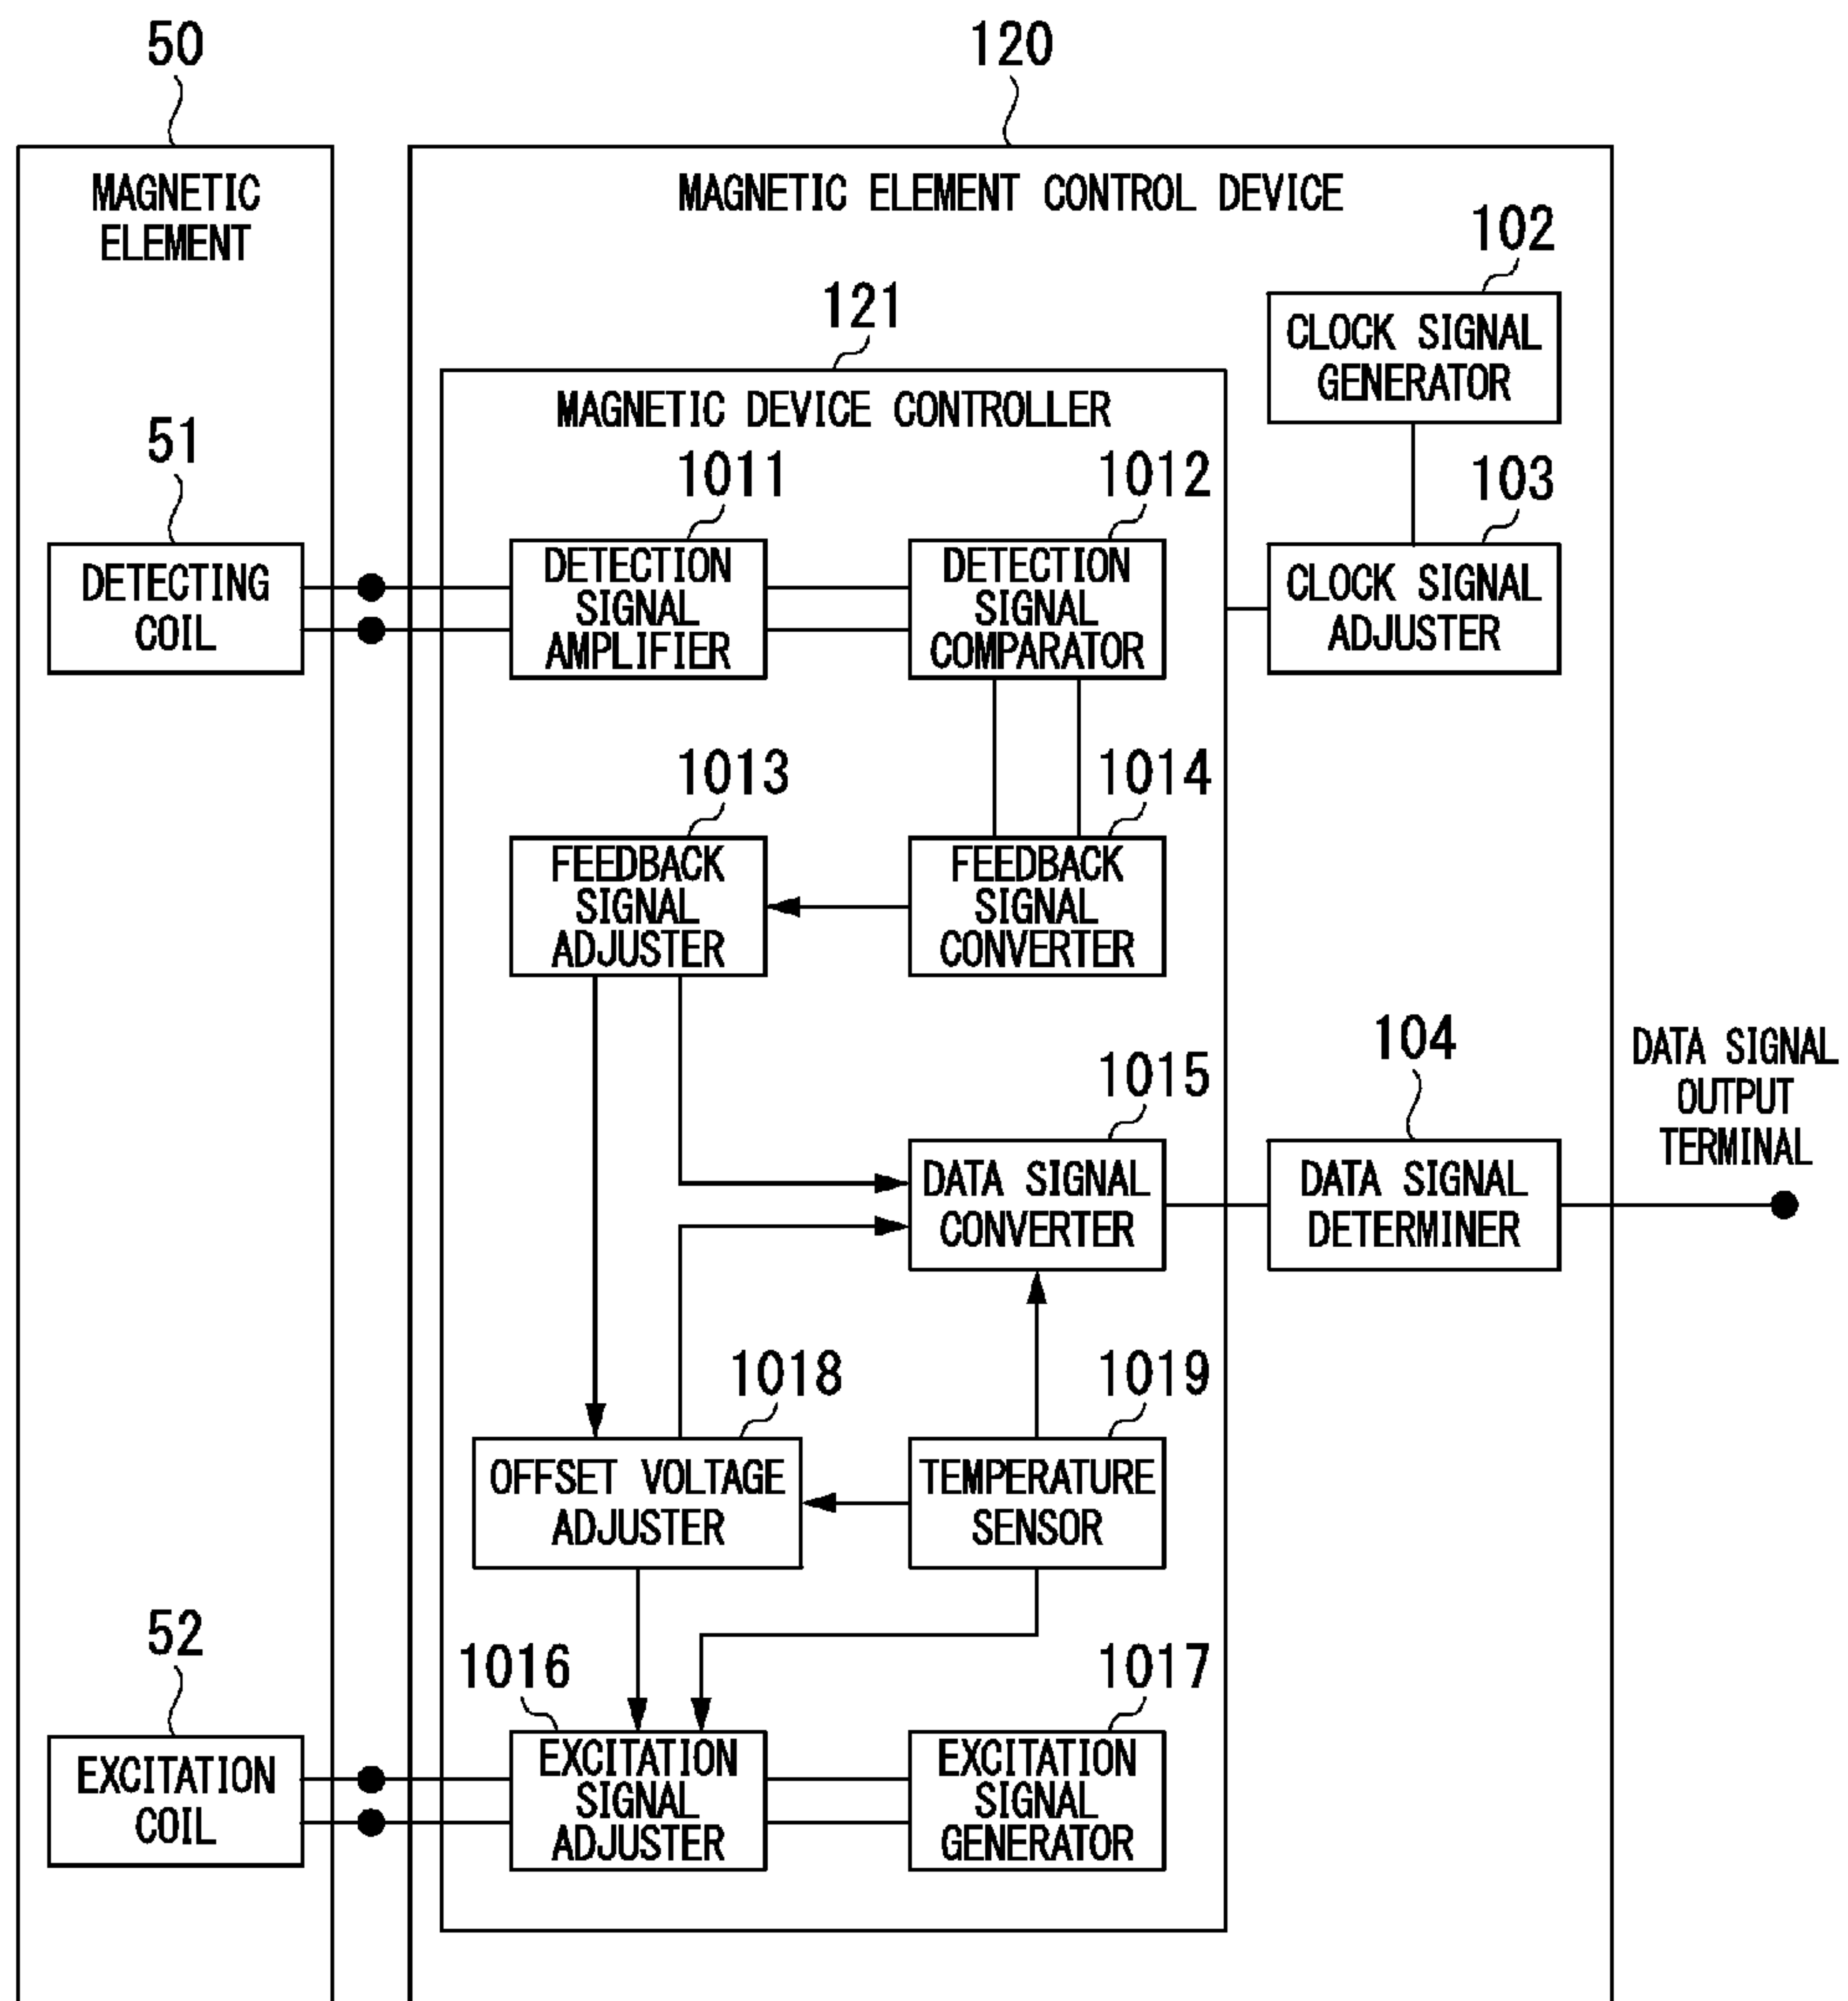 50
120
MAGNETIC
ELEMENT
MAGNETIC ELEMENT CONTROL DEVICE
102
CLOCK SIGNAL
GENERATOR
121
MAGNETIC DEVICE CONTROLLER
51
1011
1012
103
DETECTING
COIL
DETECTION
SIGNAL
AMPLIFIER
DETECTION
SIGNAL
COMPARATOR
CLOCK SIGNAL
ADJUSTER
1013
1014
FEEDBACK
SIGNAL
ADJUSTER
FEEDBACK
SIGNAL
CONVERTER
1015
104
DATA SIGNAL
OUTPUT
TERMINAL
DATA SIGNAL
CONVERTER
DATA SIGNAL
DETERMINER
1018
1019
OFFSET VOLTAGE
ADJUSTER
TEMPERATURE
SENSOR
52
1016
1017
EXCITATION
COIL
EXCITATION
SIGNAL
ADJUSTER
EXCITATION
SIGNAL
GENERATOR